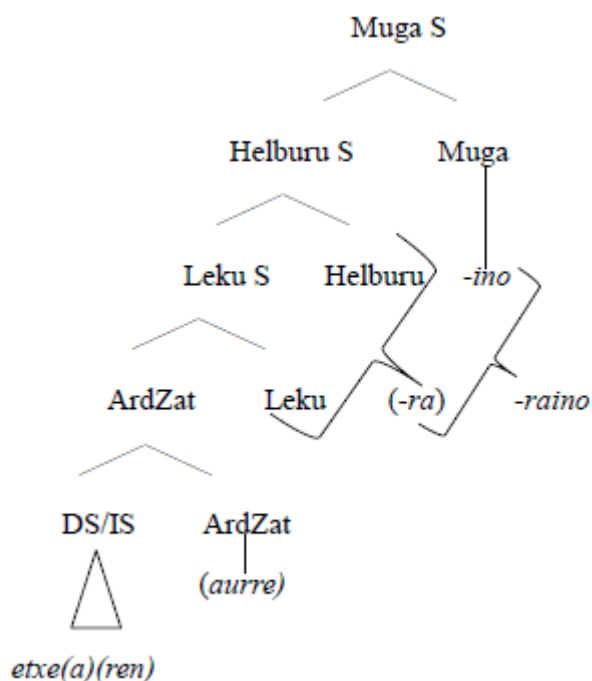 Muga S
Helburu S Muga
Leku S Helburu -ino
ArdZat Leku (-ra) -raino
DS/IS ArdZat
(aurre)
etxe(a)(ren)